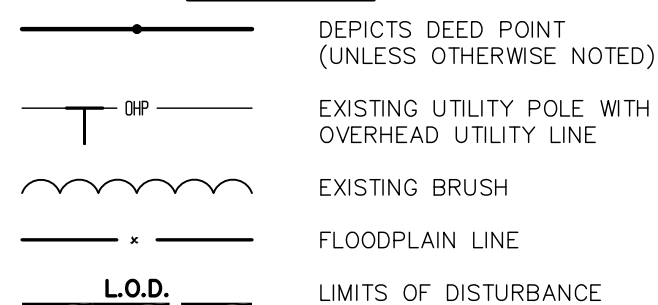 DEPICTS DEED POINT
(UNLESS OTHERWISE NOTED)
OHP
EXISTING UTILITY POLE WITH
OVERHEAD UTILITY LINE
EXISTING BRUSH
x
FLOODPLAIN LINE
L.O.D.
LIMITS OF DISTURBANCE